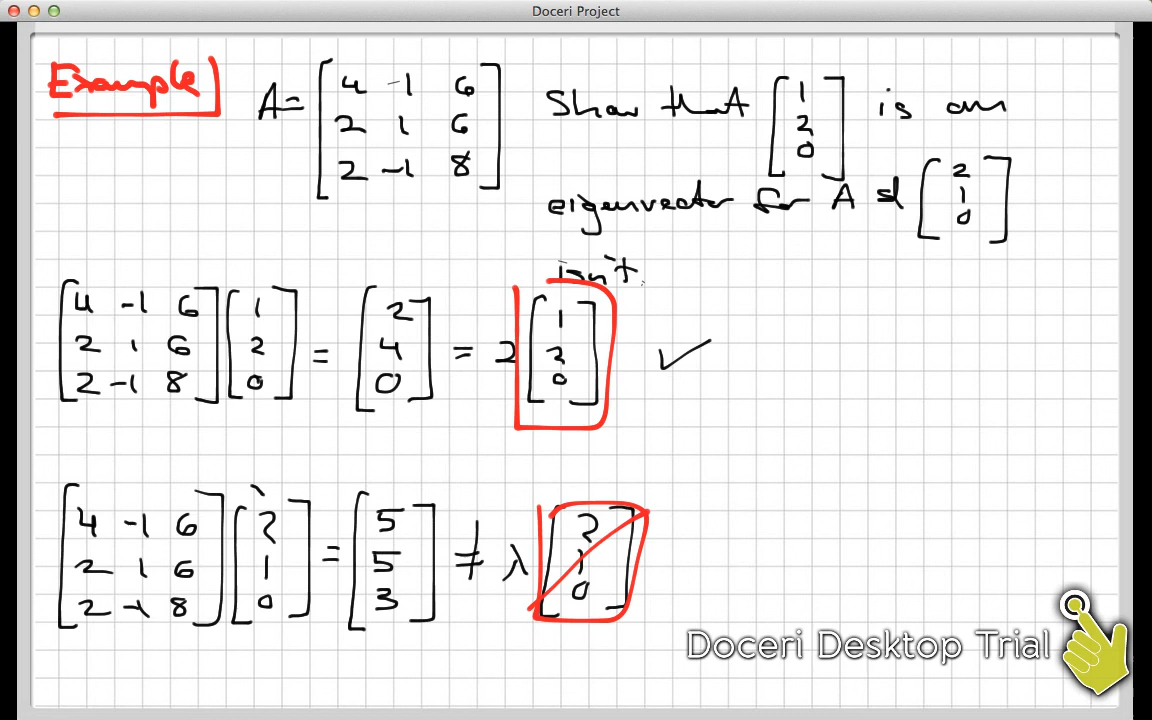 Doceri Project
Example A = [4 -1 6; 2 1 6; 2 -1 8] Show that [1; 2; 0] is an
eigenvector for A & [2; 1; 0]
isn't.
[4 -1 6; 2 1 6; 2 -1 8] [1; 2; 0] = [2; 4; 0] = 2 [1; 2; 0] ✓
[4 -1 6; 2 1 6; 2 -1 8] [2; 1; 0] = [5; 5; 3] ≠ λ [2; 1; 0]
Doceri Desktop Trial